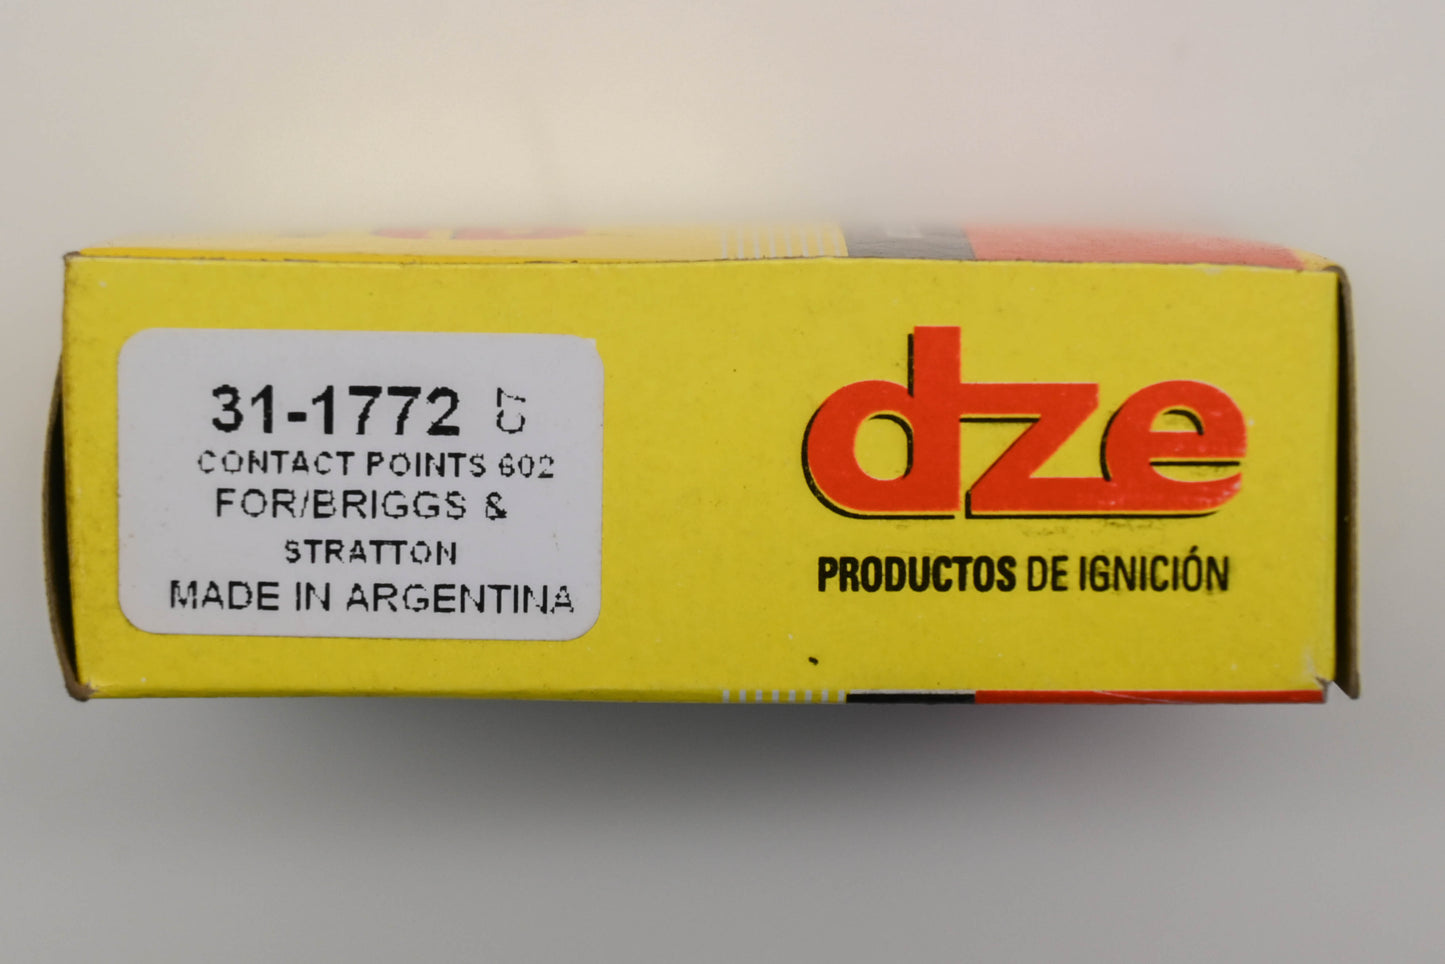 31-1772
CONTACT POINTS 602
FOR/BRIGGS &
STRATTON
MADE IN ARGENTINA
dze
PRODUCTOS DE IGNICIÓN